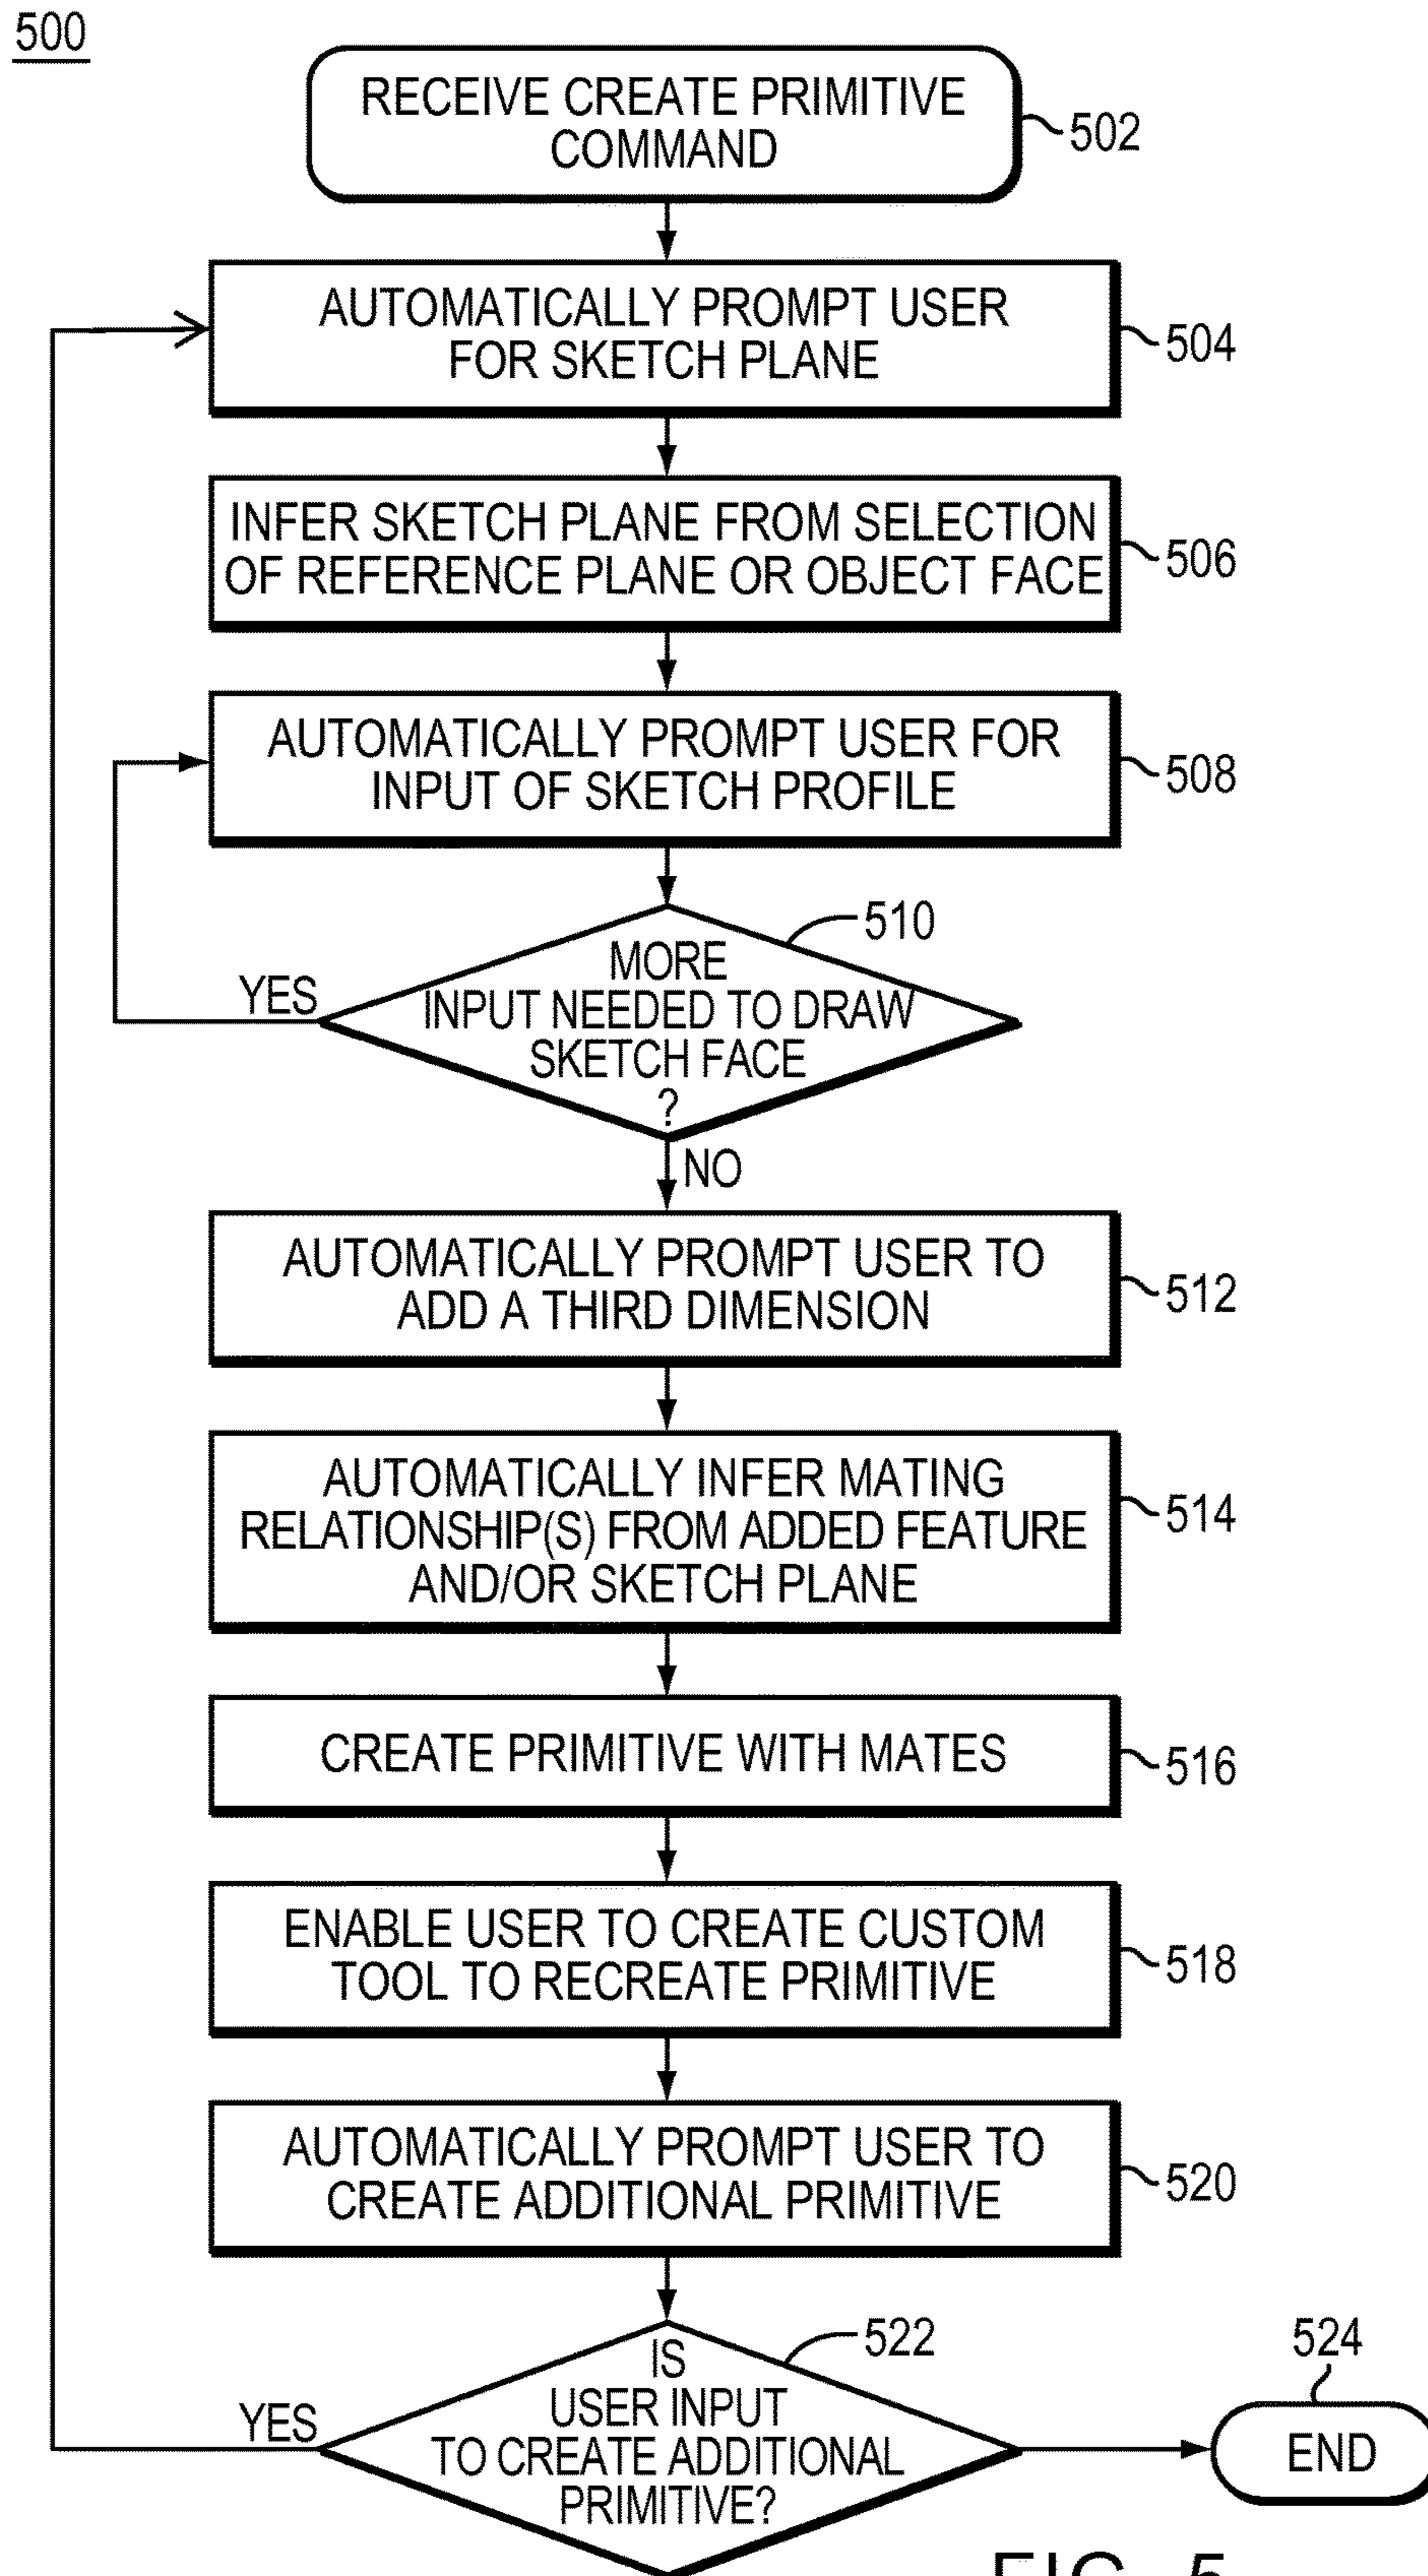 500
RECEIVE CREATE PRIMITIVE
COMMAND
502
AUTOMATICALLY PROMPT USER
FOR SKETCH PLANE
504
INFER SKETCH PLANE FROM SELECTION
OF REFERENCE PLANE OR OBJECT FACE
506
AUTOMATICALLY PROMPT USER FOR
INPUT OF SKETCH PROFILE
508
510
MORE
INPUT NEEDED TO DRAW
SKETCH FACE
?
YES
NO
AUTOMATICALLY PROMPT USER TO
ADD A THIRD DIMENSION
512
AUTOMATICALLY INFER MATING
RELATIONSHIP(S) FROM ADDED FEATURE
AND/OR SKETCH PLANE
514
CREATE PRIMITIVE WITH MATES
516
ENABLE USER TO CREATE CUSTOM
TOOL TO RECREATE PRIMITIVE
518
AUTOMATICALLY PROMPT USER TO
CREATE ADDITIONAL PRIMITIVE
520
522
IS
USER INPUT
TO CREATE ADDITIONAL
PRIMITIVE?
YES
524
END
FIG. 5